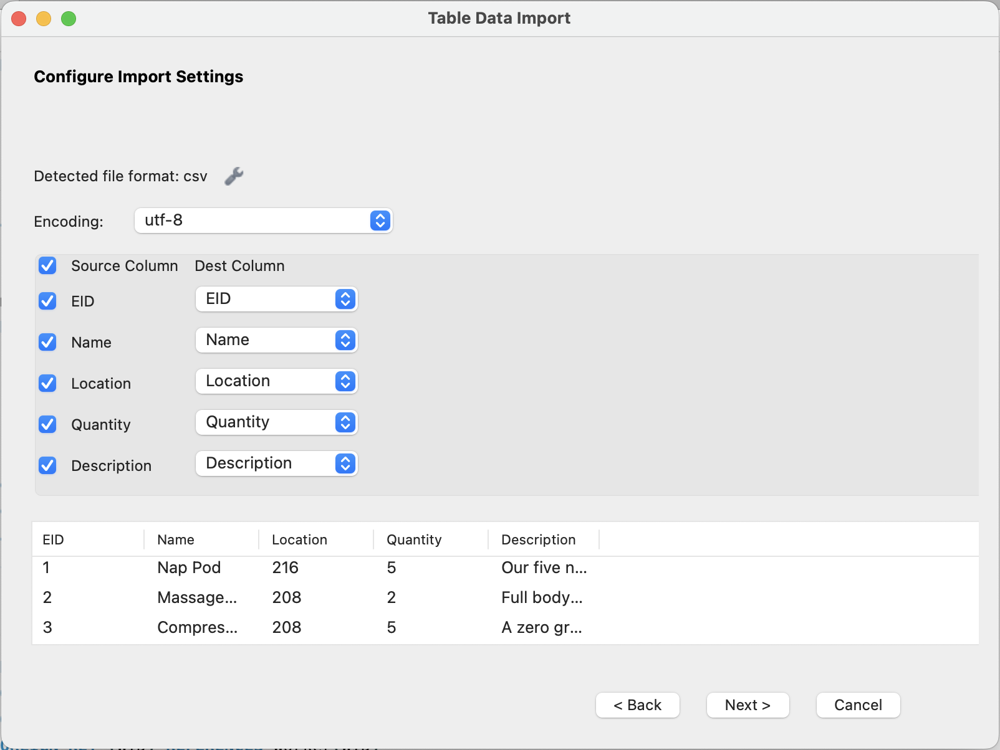 Table Data Import
Configure Import Settings
Detected file format: csv
Encoding: utf-8
Source Column Dest Column
EID EID
Name Name
Location Location
Quantity Quantity
Description Description
EID Name Location Quantity Description
1 Nap Pod 216 5 Our five n...
2 Massage... 208 2 Full body...
3 Compres... 208 5 A zero gr...
< Back Next > Cancel